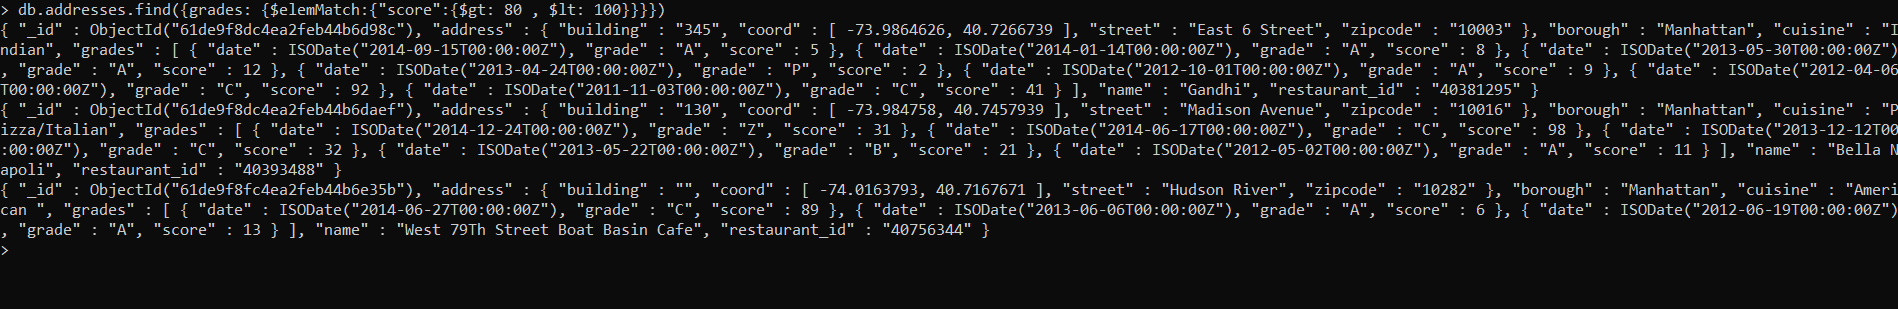 > db.addresses.find({grades: {$elemMatch:{"score":{$gt: 80 , $lt: 100}}}})
{ "_id" : ObjectId("61de9f8dc4ea2feb44b6d98c"), "address" : { "building" : "345", "coord" : [ -73.9864626, 40.7266739 ], "street" : "East 6 Street", "zipcode" : "10003" }, "borough" : "Manhattan", "cuisine" : "I
ndian", "grades" : [ { "date" : ISODate("2014-09-15T00:00:00Z"), "grade" : "A", "score" : 5 }, { "date" : ISODate("2014-01-14T00:00:00Z"), "grade" : "A", "score" : 8 }, { "date" : ISODate("2013-05-30T00:00:00Z")
, "grade" : "A", "score" : 12 }, { "date" : ISODate("2013-04-24T00:00:00Z"), "grade" : "P", "score" : 2 }, { "date" : ISODate("2012-10-01T00:00:00Z"), "grade" : "A", "score" : 9 }, { "date" : ISODate("2012-04-06
T00:00:00Z"), "grade" : "C", "score" : 92 }, { "date" : ISODate("2011-11-03T00:00:00Z"), "grade" : "C", "score" : 41 } ], "name" : "Gandhi", "restaurant_id" : "40381295" }
{ "_id" : ObjectId("61de9f8dc4ea2feb44b6daef"), "address" : { "building" : "130", "coord" : [ -73.984758, 40.7457939 ], "street" : "Madison Avenue", "zipcode" : "10016" }, "borough" : "Manhattan", "cuisine" : "P
izza/Italian", "grades" : [ { "date" : ISODate("2014-12-24T00:00:00Z"), "grade" : "Z", "score" : 31 }, { "date" : ISODate("2014-06-17T00:00:00Z"), "grade" : "C", "score" : 98 }, { "date" : ISODate("2013-12-12T00
:00:00Z"), "grade" : "C", "score" : 32 }, { "date" : ISODate("2013-05-22T00:00:00Z"), "grade" : "B", "score" : 21 }, { "date" : ISODate("2012-05-02T00:00:00Z"), "grade" : "A", "score" : 11 } ], "name" : "Bella N
apoli", "restaurant_id" : "40393488" }
{ "_id" : ObjectId("61de9f8fc4ea2feb44b6e35b"), "address" : { "building" : "", "coord" : [ -74.0163793, 40.7167671 ], "street" : "Hudson River", "zipcode" : "10282" }, "borough" : "Manhattan", "cuisine" : "Ameri
can ", "grades" : [ { "date" : ISODate("2014-06-27T00:00:00Z"), "grade" : "C", "score" : 89 }, { "date" : ISODate("2013-06-06T00:00:00Z"), "grade" : "A", "score" : 6 }, { "date" : ISODate("2012-06-19T00:00:00Z")
, "grade" : "A", "score" : 13 } ], "name" : "West 79Th Street Boat Basin Cafe", "restaurant_id" : "40756344" }
>